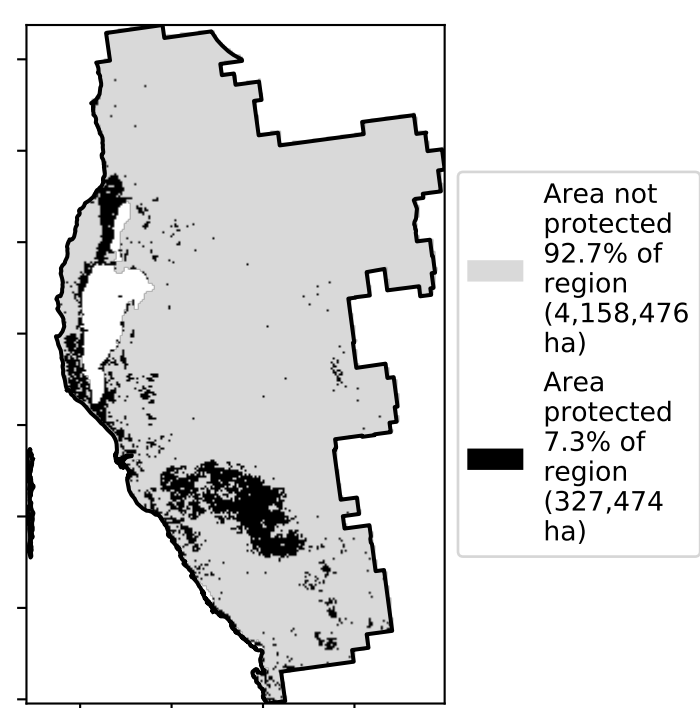 Area not
protected
92.7% of
region
(4,158,476
ha)
Area
protected
7.3% of
region
(327,474
ha)